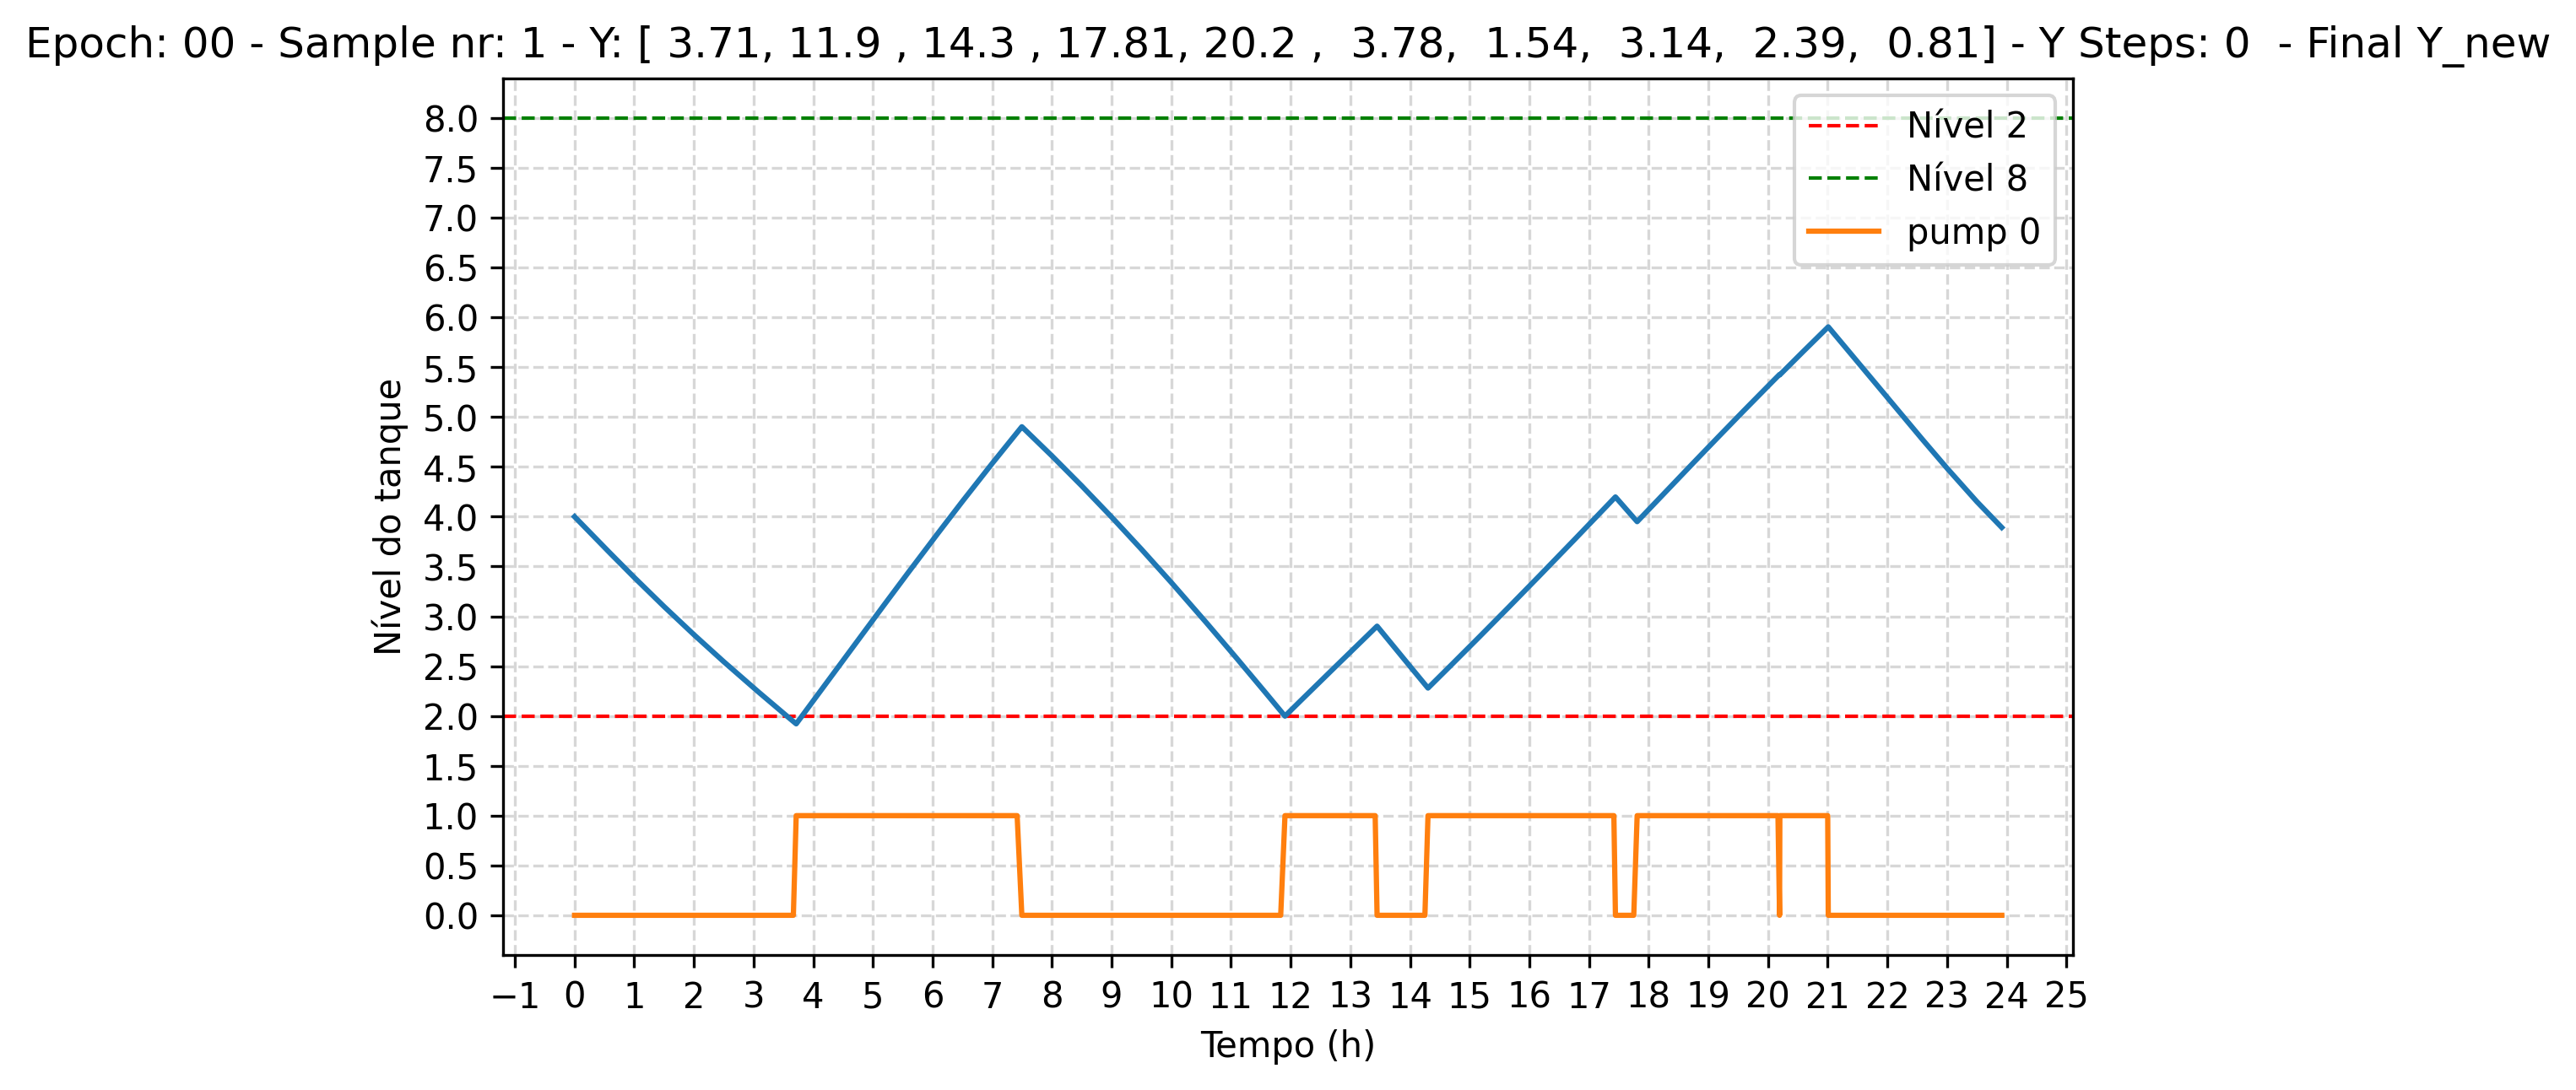 Epoch: 00 - Sample nr: 1 - Y: [ 3.71, 11.9 , 14.3 , 17.81, 20.2 ,  3.78,  1.54,  3.14,  2.39,  0.81] - Y Steps: 0  - Final Y_new
Nível 2
Nível 8
pump 0
8.0
7.5
7.0
6.5
6.0
5.5
5.0
4.5
4.0
3.5
3.0
2.5
2.0
1.5
1.0
0.5
0.0
Nível do tanque
−1 0 1 2 3 4 5 6 7 8 9 10 11 12 13 14 15 16 17 18 19 20 21 22 23 24 25
Tempo (h)